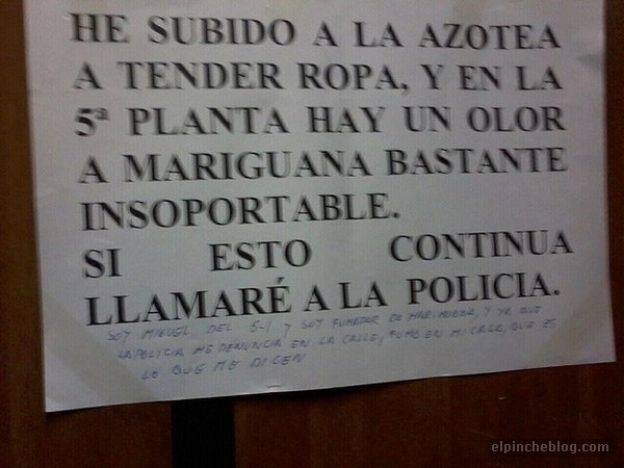 HE SUBIDO A LA AZOTEA
A TENDER ROPA, Y EN LA
5ª PLANTA HAY UN OLOR
A MARIGUANA BASTANTE
INSOPORTABLE.
SI ESTO CONTINUA
LLAMARÉ A LA POLICIA.
SOY MIGUEL DEL 5-1 Y SOY FUMADOR DE MARIHUANA, Y YA QUE
LA POLICIA ME DENUNCIA EN LA CALLE, FUMO EN MI CASA, QUE ES
LO QUE ME DICEN
elpincheblog.com